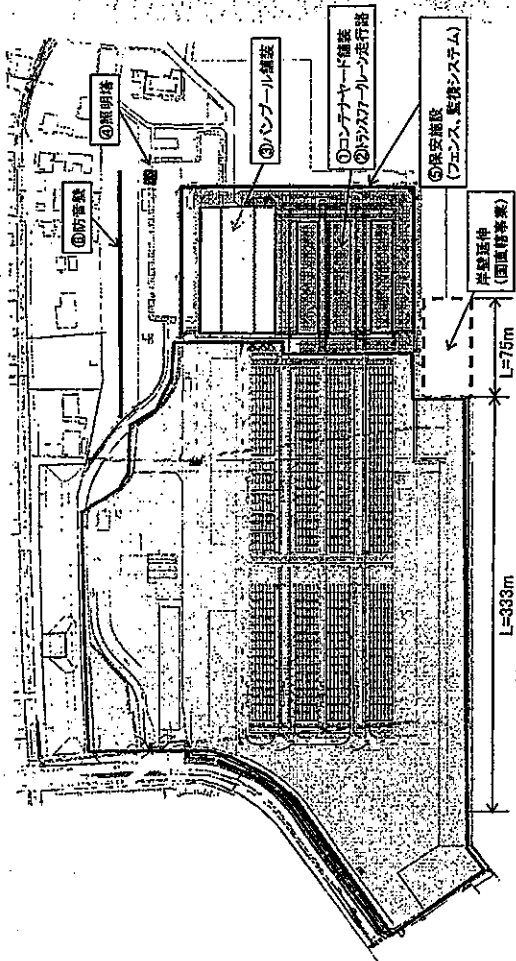 ⑥防音壁
④照明塔
③バンプール舗装
①コンテナヤード舗装
②トランスファークレーン走行路
⑤保安施設
(フェンス、監視システム)
岸壁延伸
(国直轄事業)
L=75m
L=333m